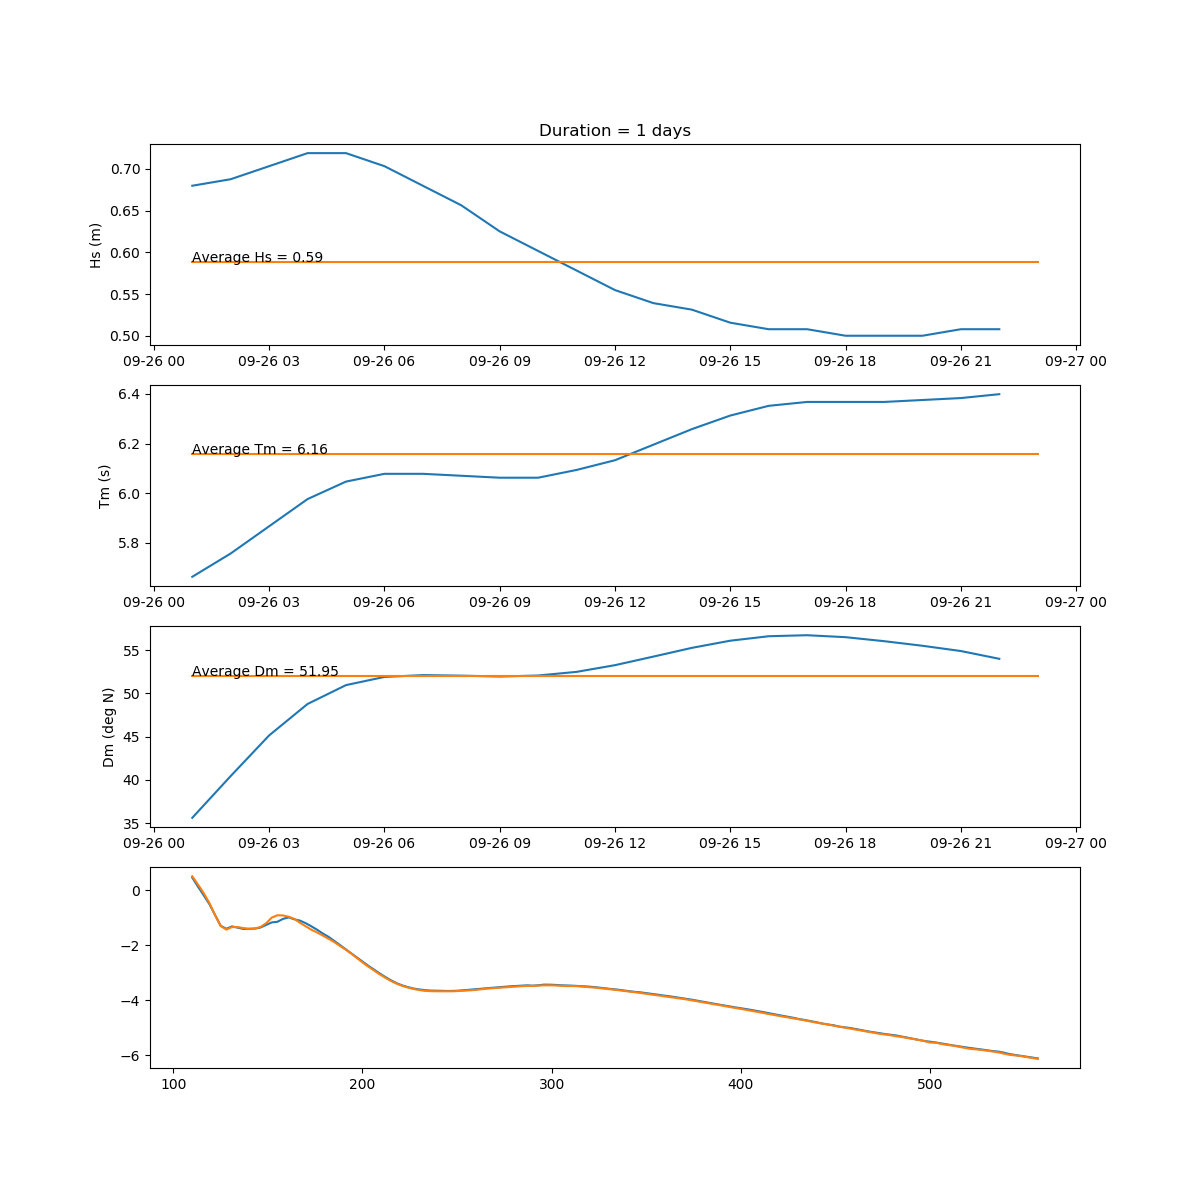 Duration = 1 days
Hs (m)
0.70
0.65
0.60
0.55
0.50
Average Hs = 0.59
09-26 00 09-26 03 09-26 06 09-26 09 09-26 12 09-26 15 09-26 18 09-26 21 09-27 00
Tm (s)
6.4
6.2
6.0
5.8
Average Tm = 6.16
09-26 00 09-26 03 09-26 06 09-26 09 09-26 12 09-26 15 09-26 18 09-26 21 09-27 00
Dm (deg N)
55
50
45
40
35
Average Dm = 51.95
09-26 00 09-26 03 09-26 06 09-26 09 09-26 12 09-26 15 09-26 18 09-26 21 09-27 00
0
−2
−4
−6
100 200 300 400 500